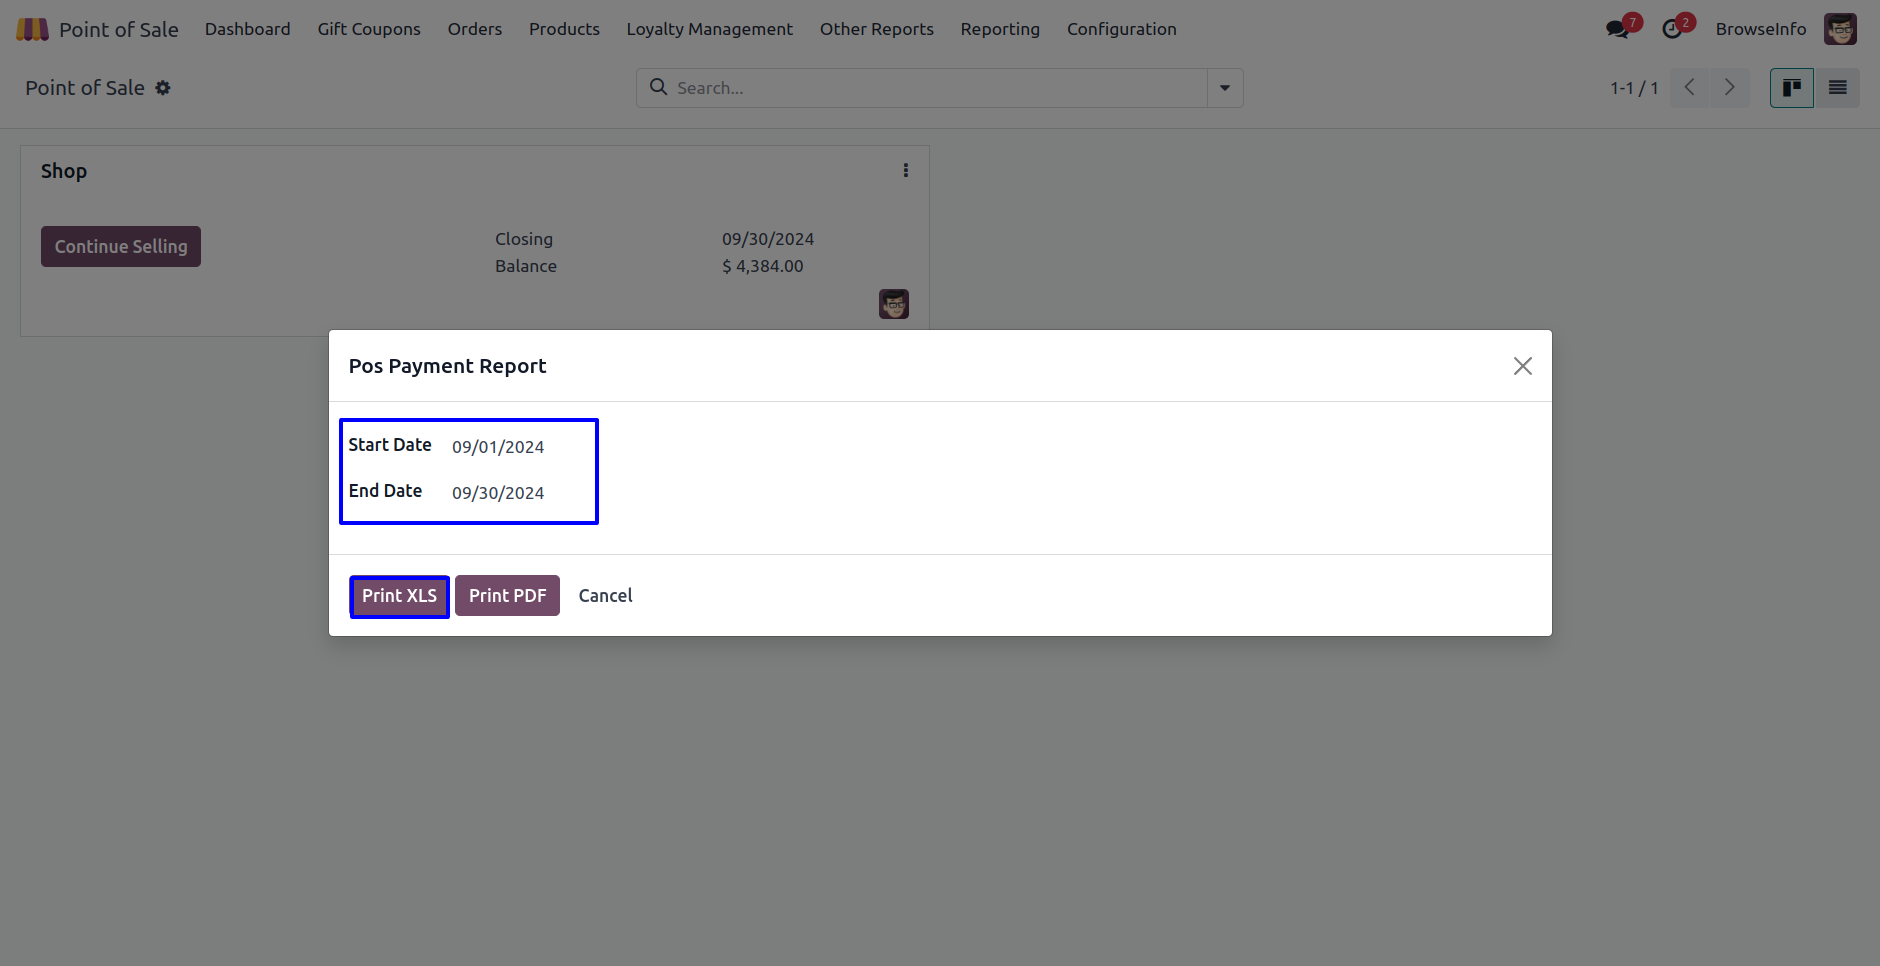 Point of Sale Dashboard Gift Coupons Orders Products Loyalty Management Other Reports Reporting Configuration 7 2 BrowseInfo
Point of Sale Search... 1-1 / 1
Shop
Continue Selling Closing 09/30/2024
Balance $ 4,384.00
Pos Payment Report
Start Date 09/01/2024
End Date 09/30/2024
Print XLS Print PDF Cancel